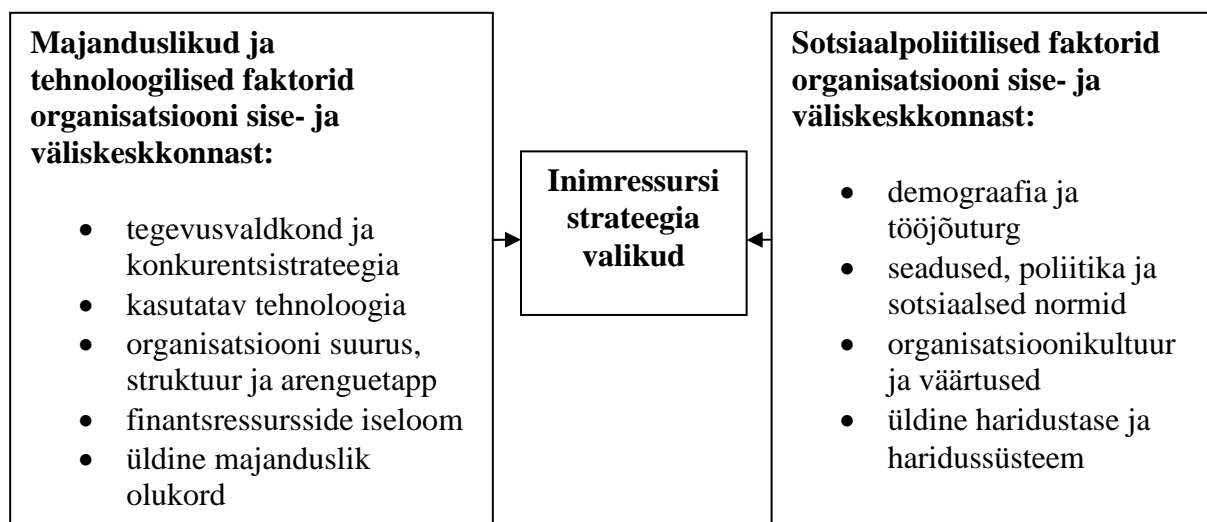 Majanduslikud ja
tehnoloogilised faktorid
organisatsiooni sise- ja
väliskeskkonnast:
• tegevusvaldkond ja
konkurentsistrateegia
• kasutatav tehnoloogia
• organisatsiooni suurus,
struktuur ja arenguetapp
• finantsressursside iseloom
• üldine majanduslik
olukord
Inimressursi
strateegia
valikud
Sotsiaalpoliitilised faktorid
organisatsiooni sise- ja
väliskeskkonnast:
• demograafia ja
tööjõuturg
• seadused, poliitika ja
sotsiaalsed normid
• organisatsioonikultuur
ja väärtused
• üldine haridustase ja
haridussüsteem